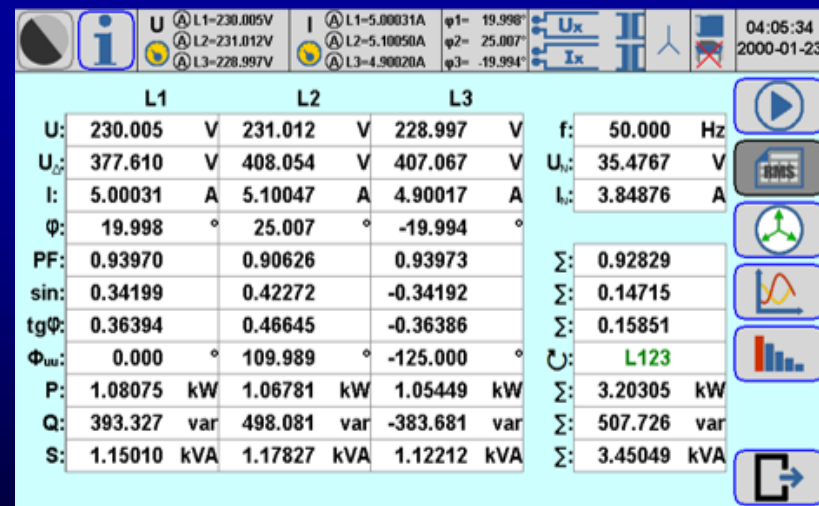 U Ⓐ L1=230.005V I Ⓐ L1=5.00031A φ1= 19.998° Ux 04:05:34
Ⓐ L2=231.012V Ⓐ L2=5.10050A φ2= 25.007° 2000-01-23
Ⓐ L3=228.997V Ⓐ L3=4.90020A φ3= -19.994° Ix
L1 L2 L3
U: 230.005 V 231.012 V 228.997 V f: 50.000 Hz
U△: 377.610 V 408.054 V 407.067 V UN: 35.4767 V
I: 5.00031 A 5.10047 A 4.90017 A IN: 3.84876 A
RMS
φ: 19.998 ° 25.007 ° -19.994 °
PF: 0.93970 0.90626 0.93973 Σ: 0.92829
sin: 0.34199 0.42272 -0.34192 Σ: 0.14715
tgφ: 0.36394 0.46645 -0.36386 Σ: 0.15851
Φuu: 0.000 ° 109.989 ° -125.000 ° ↻: L123
P: 1.08075 kW 1.06781 kW 1.05449 kW Σ: 3.20305 kW
Q: 393.327 var 498.081 var -383.681 var Σ: 507.726 var
S: 1.15010 kVA 1.17827 kVA 1.12212 kVA Σ: 3.45049 kVA